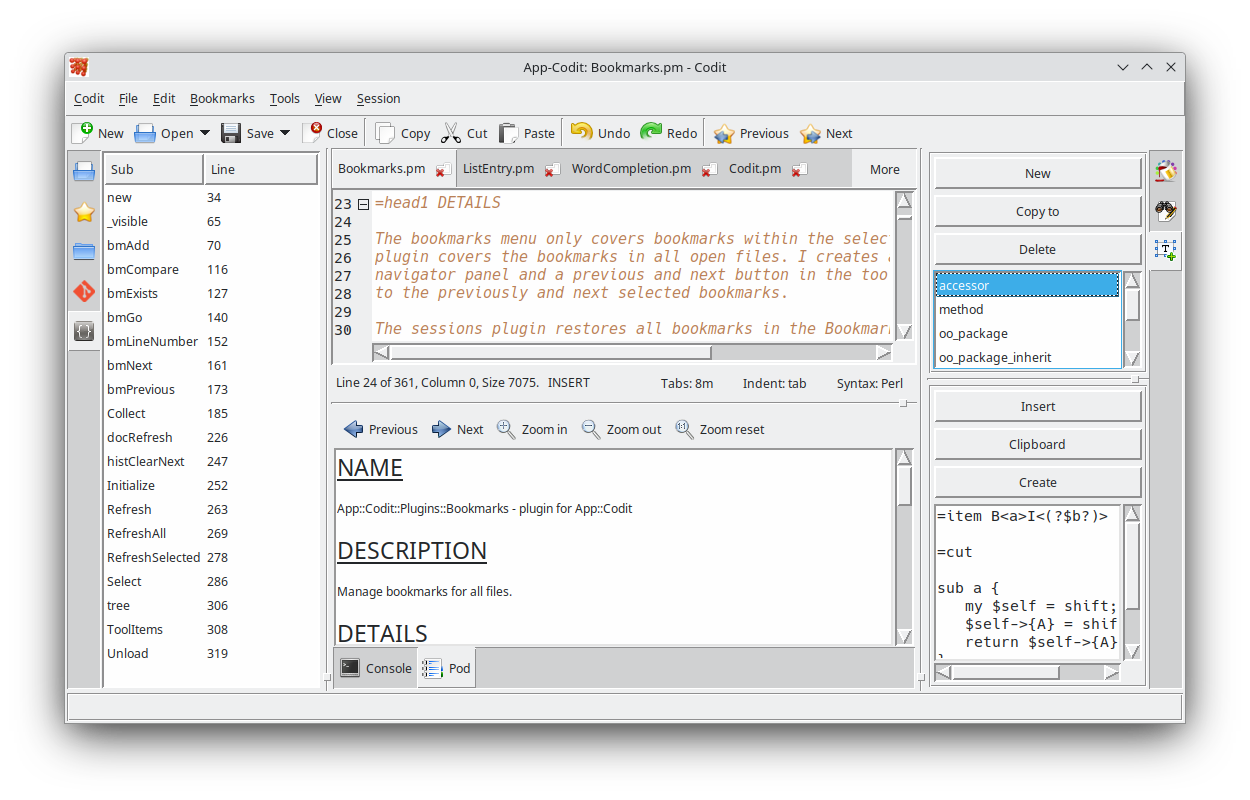 App-Codit: Bookmarks.pm - Codit
Codit File Edit Bookmarks Tools View Session
New Open Save Close Copy Cut Paste Undo Redo Previous Next
Sub Line
new 34
_visible 65
bmAdd 70
bmCompare 116
bmExists 127
bmGo 140
bmLineNumber 152
bmNext 161
bmPrevious 173
Collect 185
docRefresh 226
histClearNext 247
Initialize 252
Refresh 263
RefreshAll 269
RefreshSelected 278
Select 286
tree 306
ToolItems 308
Unload 319
Bookmarks.pm ListEntry.pm WordCompletion.pm Codit.pm More
23 =head1 DETAILS
24
25 The bookmarks menu only covers bookmarks within the selec
26 plugin covers the bookmarks in all open files. I creates
27 navigator panel and a previous and next button in the too
28 to the previously and next selected bookmarks.
29
30 The sessions plugin restores all bookmarks in the Bookmar
Line 24 of 361, Column 0, Size 7075. INSERT Tabs: 8m Indent: tab Syntax: Perl
Previous Next Zoom in Zoom out 1:1 Zoom reset
NAME
App::Codit::Plugins::Bookmarks - plugin for App::Codit
DESCRIPTION
Manage bookmarks for all files.
DETAILS
Console Pod
New
Copy to
Delete
accessor
method
oo_package
oo_package_inherit
Insert
Clipboard
Create
=item B<a>I<(?$b?)>
=cut
sub a {
my $self = shift;
$self->{A} = shif
return $self->{A}
}
{}
T